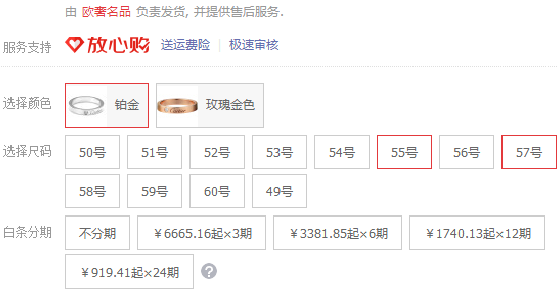 由 欧奢名品 负责发货, 并提供售后服务.
服务支持 放心购 送运费险 | 极速审核
选择颜色 铂金 玫瑰金色
选择尺码 50号 51号 52号 53号 54号 55号 56号 57号
58号 59号 60号 49号
白条分期 不分期 ￥6665.16起×3期 ￥3381.85起×6期 ￥1740.13起×12期
￥919.41起×24期 ?